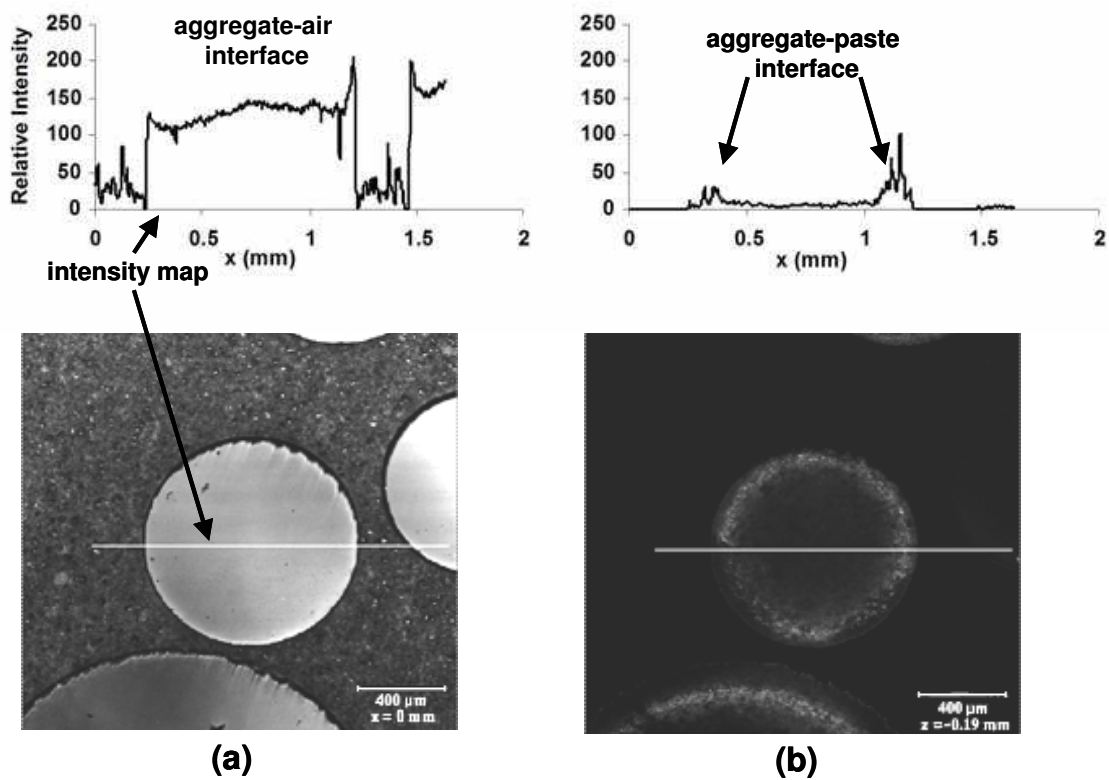 250
200
150
100
50
0
Relative Intensity
aggregate-air
interface
0
0.5
1
1.5
2
x (mm)
intensity map
250
200
150
100
50
0
aggregate-paste
interface
0
0.5
1
1.5
2
x (mm)
400 µm
x = 0 mm
(a)
400 µm
z = -0.19 mm
(b)